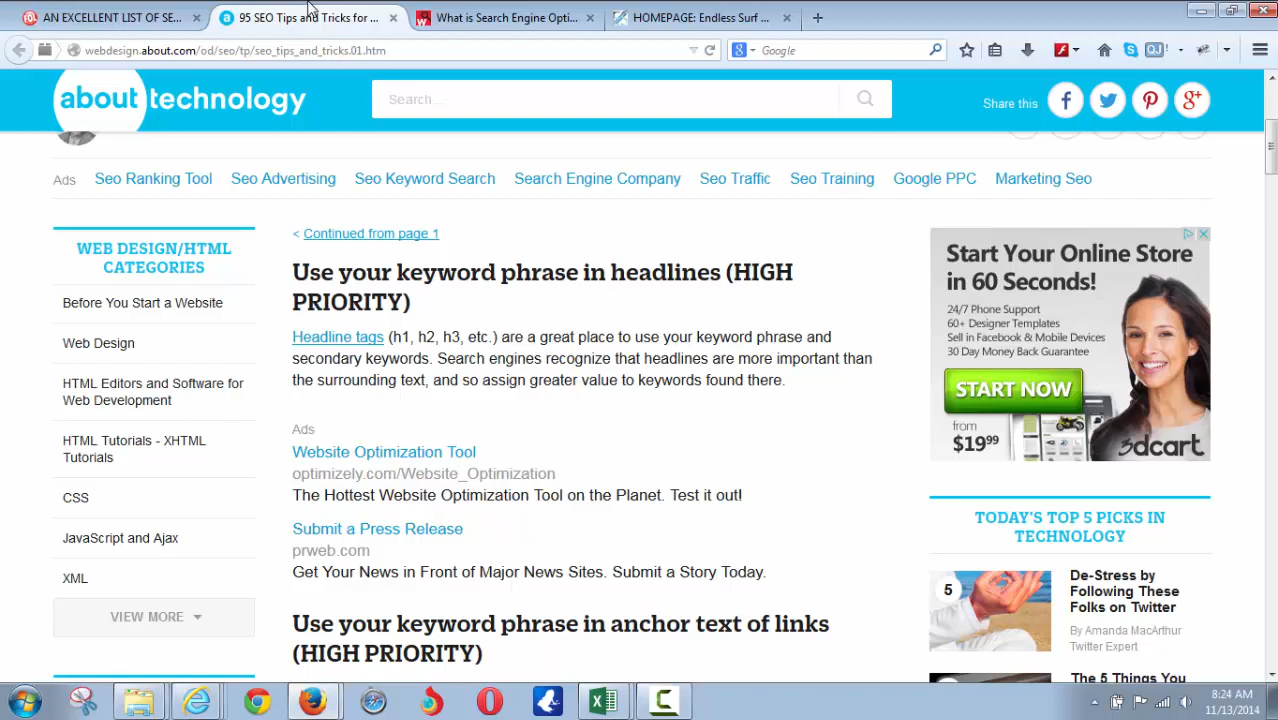 AN EXCELLENT LIST OF SE...
95 SEO Tips and Tricks for ...
What is Search Engine Opti...
HOMEPAGE: Endless Surf ...
webdesign.about.com/od/seo/tp/seo_tips_and_tricks.01.htm
Google
about technology
Search...
Share this
Ads Seo Ranking Tool Seo Advertising Seo Keyword Search Search Engine Company Seo Traffic Seo Training Google PPC Marketing Seo
WEB DESIGN/HTML
CATEGORIES
Before You Start a Website
Web Design
HTML Editors and Software for
Web Development
HTML Tutorials - XHTML
Tutorials
CSS
JavaScript and Ajax
XML
VIEW MORE
< Continued from page 1
Use your keyword phrase in headlines (HIGH
PRIORITY)
Headline tags (h1, h2, h3, etc.) are a great place to use your keyword phrase and
secondary keywords. Search engines recognize that headlines are more important than
the surrounding text, and so assign greater value to keywords found there.
Ads
Website Optimization Tool
optimizely.com/Website_Optimization
The Hottest Website Optimization Tool on the Planet. Test it out!
Submit a Press Release
prweb.com
Get Your News in Front of Major News Sites. Submit a Story Today.
Use your keyword phrase in anchor text of links
(HIGH PRIORITY)
Start Your Online Store
in 60 Seconds!
24/7 Phone Support
60+ Designer Templates
Sell in Facebook & Mobile Devices
30 Day Money Back Guarantee
START NOW
from
$19.99
3dcart
TODAY'S TOP 5 PICKS IN
TECHNOLOGY
5
De-Stress by
Following These
Folks on Twitter
By Amanda MacArthur
Twitter Expert
The 5 Things You
8:24 AM
11/13/2014